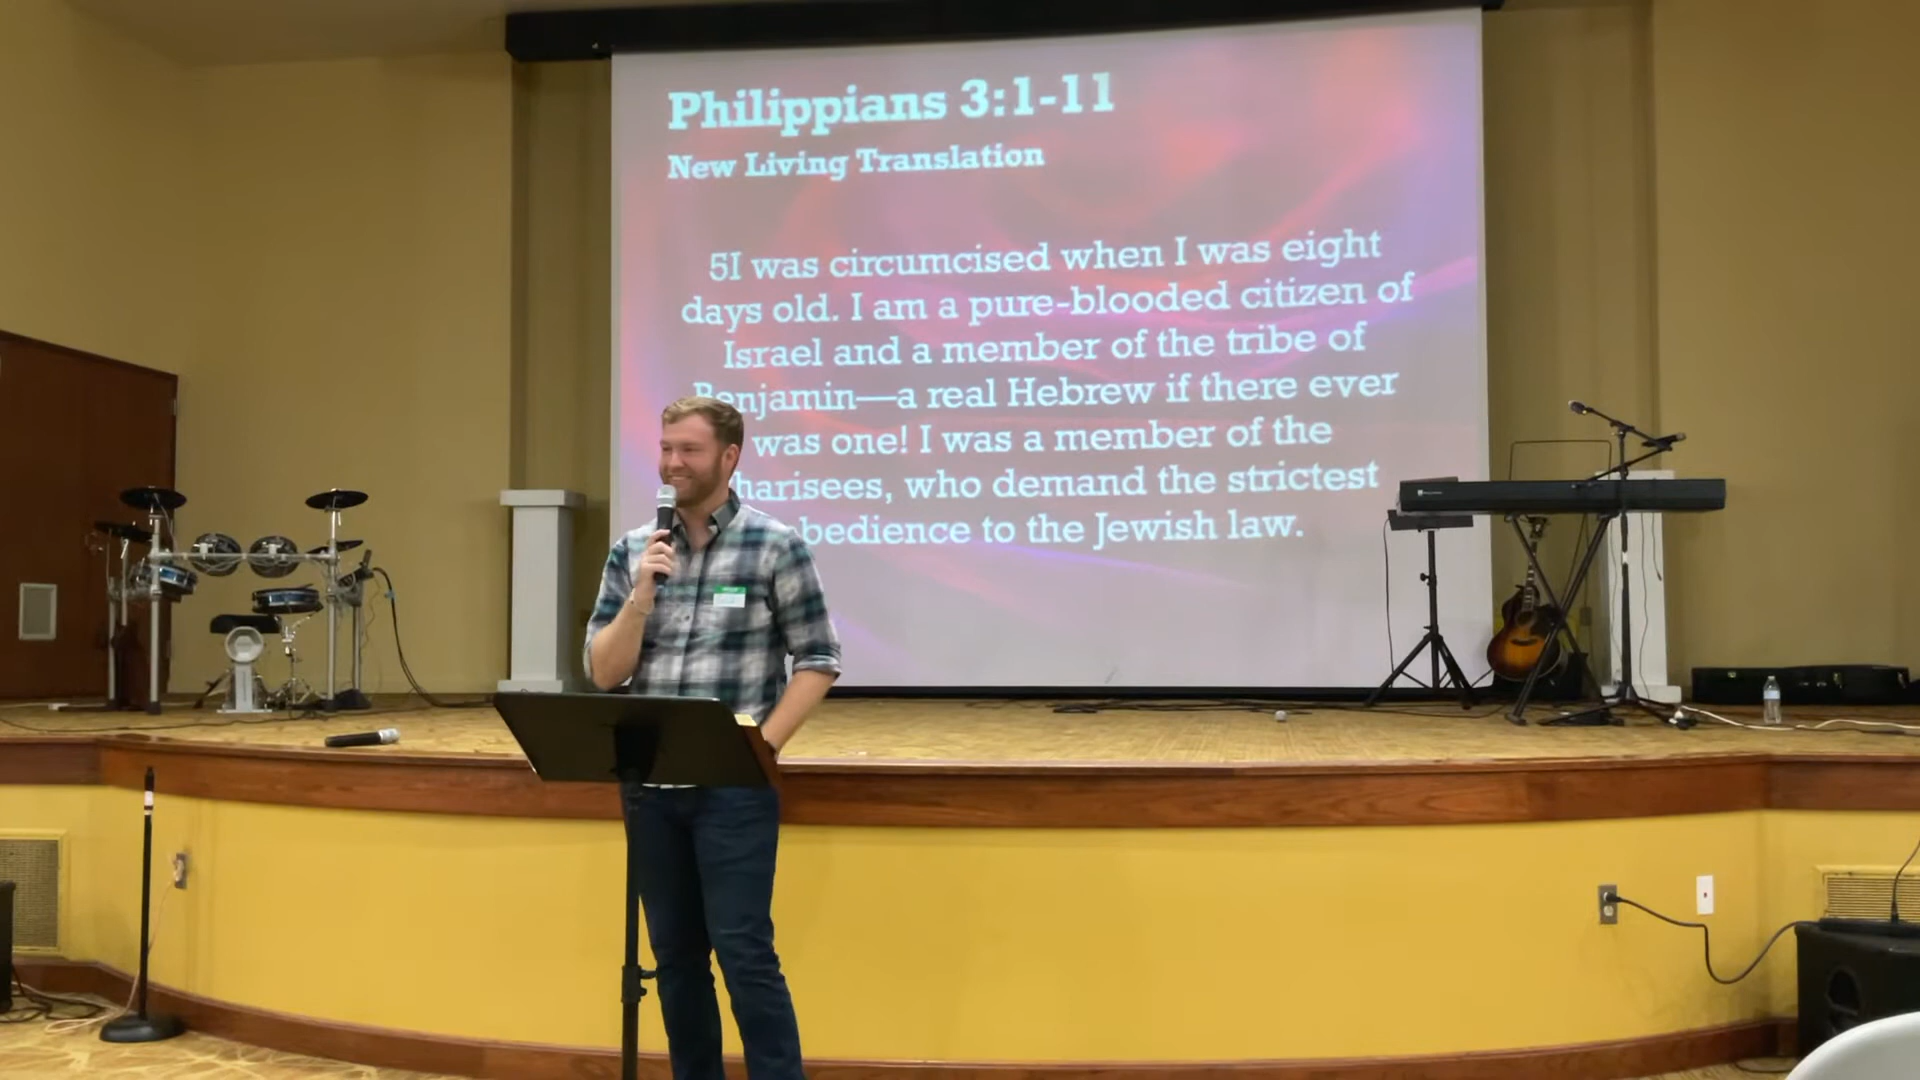 Philippians 3:1-11
New Living Translation
5I was circumcised when I was eight
days old. I am a pure-blooded citizen of
Israel and a member of the tribe of
Benjamin—a real Hebrew if there ever
was one! I was a member of the
harisees, who demand the strictest
bedience to the Jewish law.